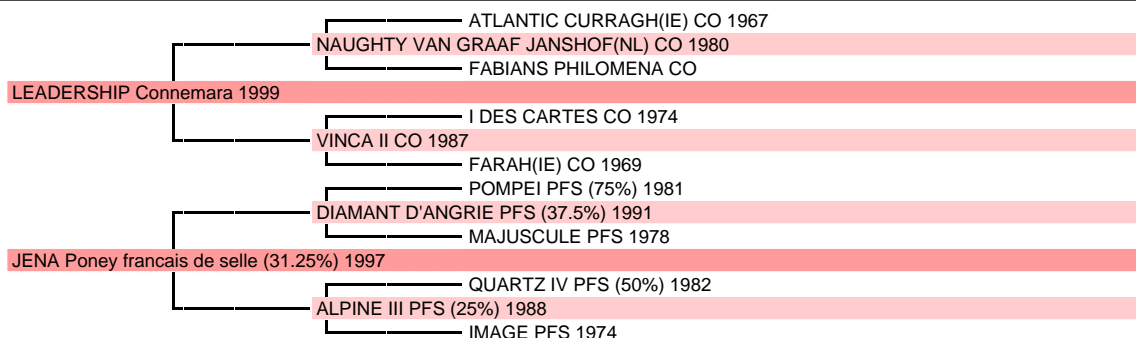 ATLANTIC CURRAGH(IE) CO 1967
NAUGHTY VAN GRAAF JANSHOF(NL) CO 1980
FABIANS PHILOMENA CO
LEADERSHIP Connemara 1999
I DES CARTES CO 1974
VINCA II CO 1987
FARAH(IE) CO 1969
POMPEI PFS (75%) 1981
DIAMANT D'ANGRIE PFS (37.5%) 1991
MAJUSCULE PFS 1978
JENA Poney francais de selle (31.25%) 1997
QUARTZ IV PFS (50%) 1982
ALPINE III PFS (25%) 1988
IMAGE PFS 1974